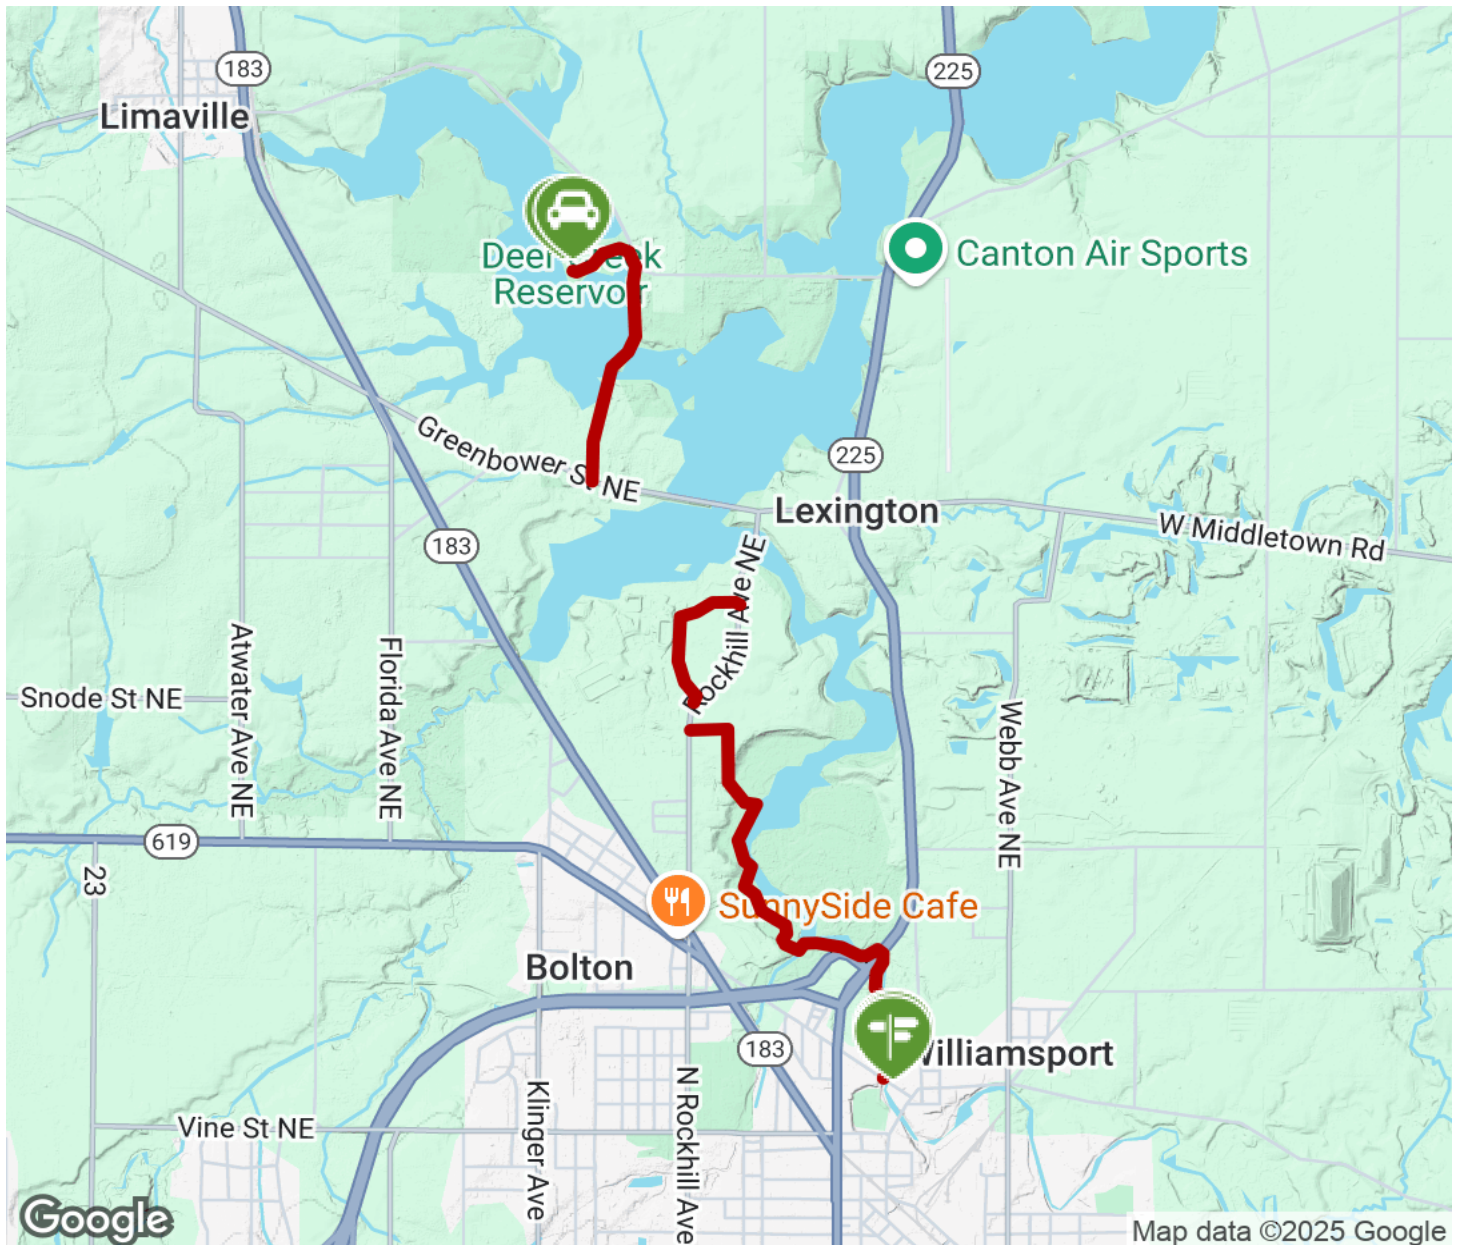 183
225
Limaville
Deer Creek
Reservoir
Canton Air Sports
Greenbower St NE
225
Lexington
W Middletown Rd
183
Rockhill Ave NE
Atwater Ave NE
Florida Ave NE
Snode St NE
Webb Ave NE
619
23
SunnySide Cafe
Bolton
183
Williamsport
Vine St NE
Klinger Ave
N Rockhill Ave
Google
Map data ©2025 Google